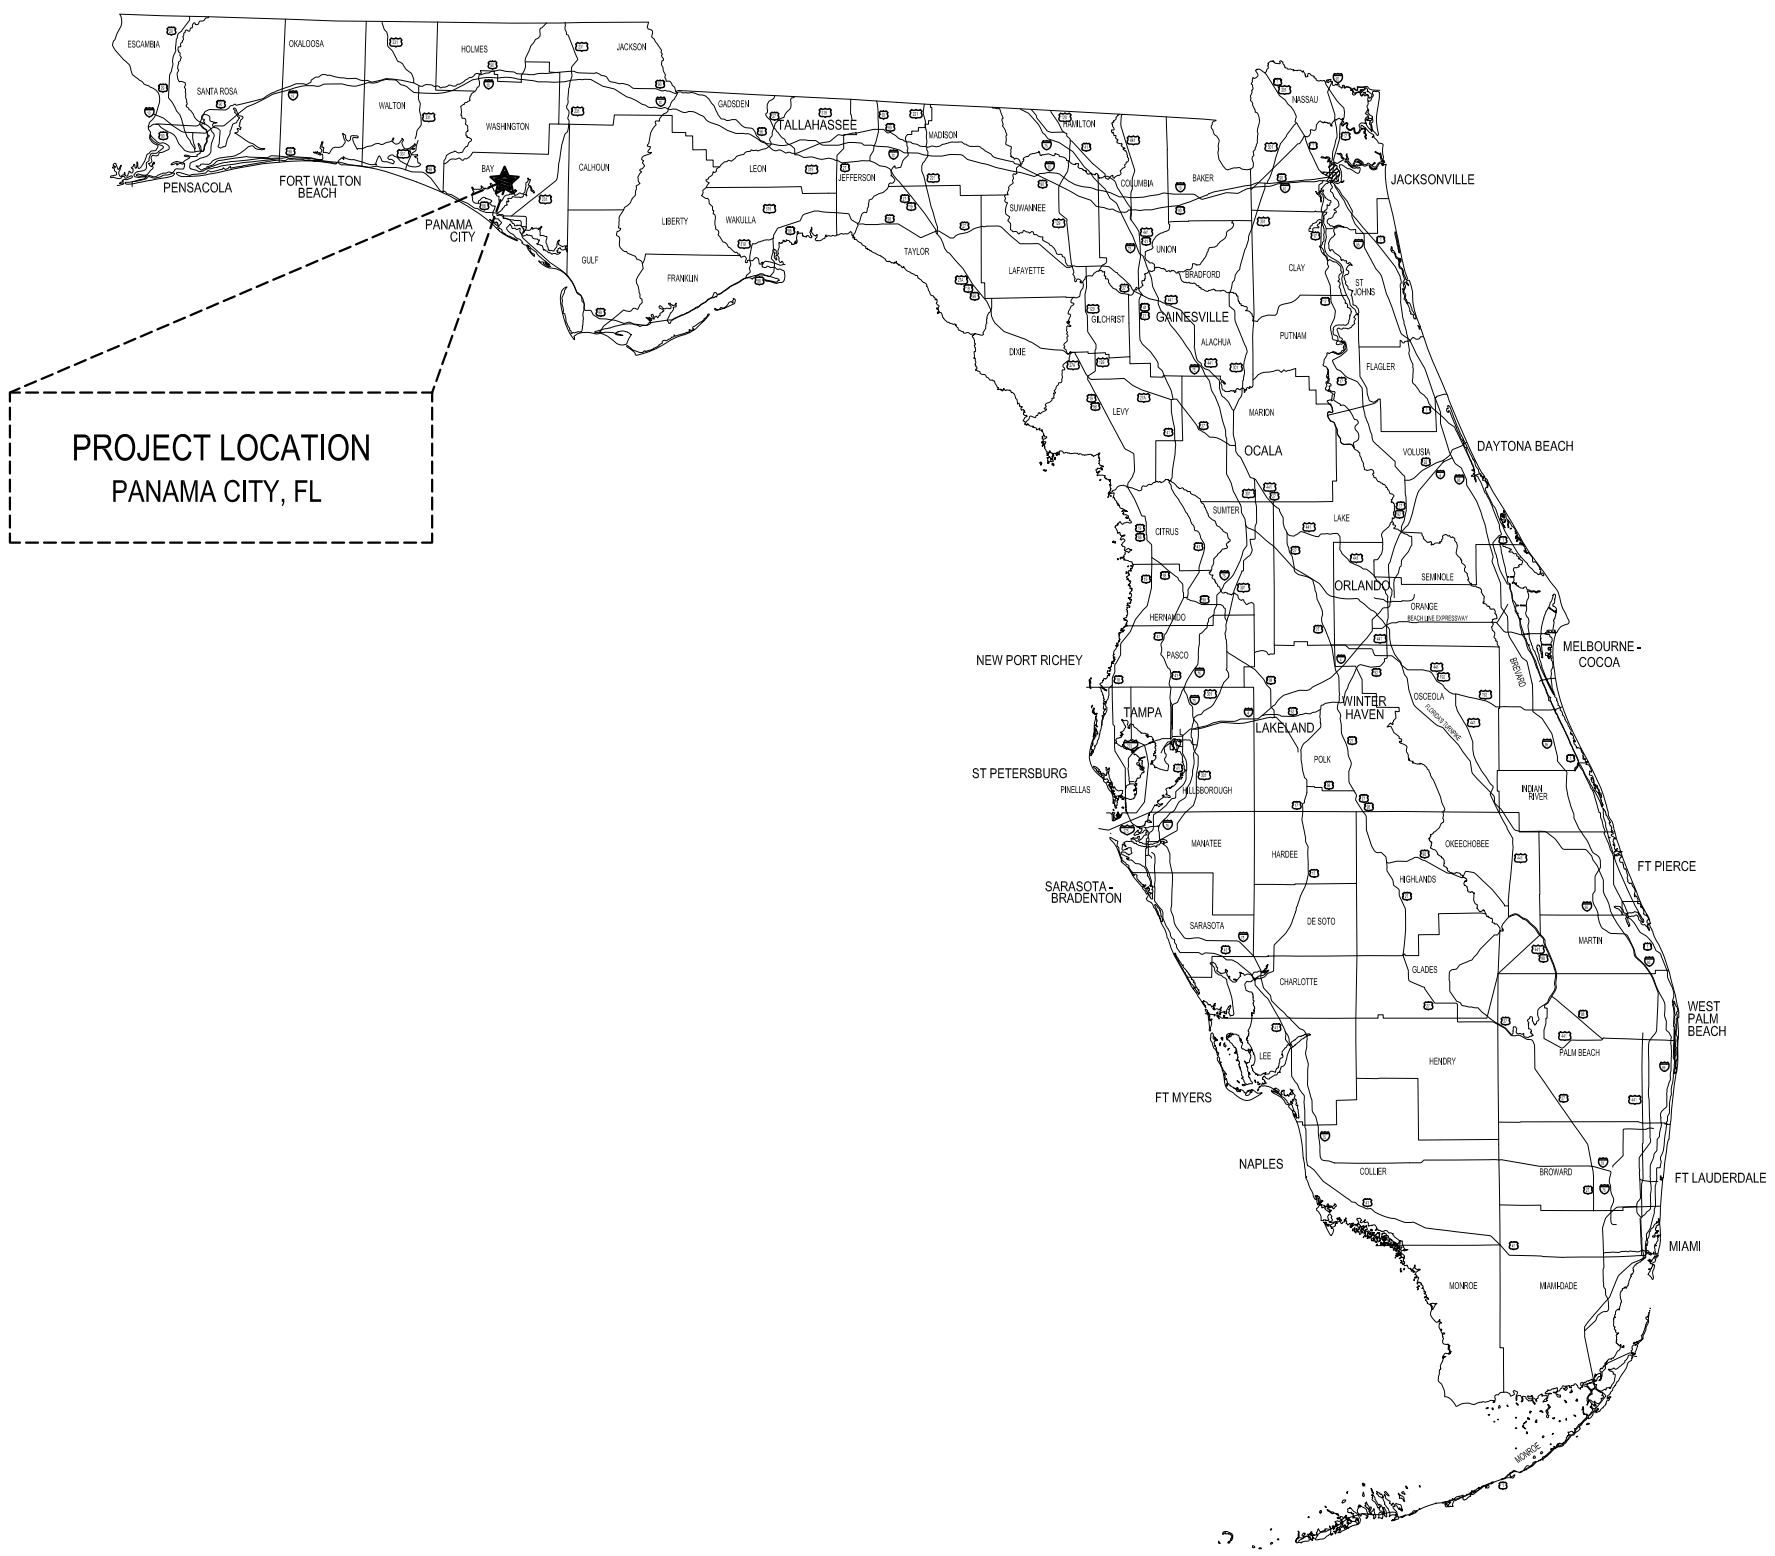 ESCAMBIA
OKALOOSA
HOLMES
JACKSON
SANTA ROSA
WALTON
WASHINGTON
GADSDEN
TALLAHASSEE
MADISON
HAMILTON
NASSAU
BAY
CALHOUN
LEON
JEFFERSON
COLUMBIA
BAKER
JACKSONVILLE
PENSACOLA
FORT WALTON
BEACH
PANAMA
CITY
LIBERTY
WAKULLA
SUWANNEE
GULF
FRANKLIN
TAYLOR
LAFAYETTE
UNION
BRADFORD
CLAY
ST
JOHNS
GILCHRIST
GAINESVILLE
ALACHUA
PUTNAM
DIXIE
FLAGLER
LEVY
MARION
PROJECT LOCATION
PANAMA CITY, FL
OCALA
VOLUSIA
DAYTONA BEACH
CITRUS
SUMTER
LAKE
ORLANDO
SEMINOLE
ORANGE
BEACH LINE EXPRESSWAY
HERNANDO
NEW PORT RICHEY
PASCO
MELBOURNE -
COCOA
BREVARD
OSCEOLA
FLORIDA'S TURNPIKE
TAMPA
LAKELAND
WINTER
HAVEN
POLK
ST PETERSBURG
PINELLAS
HILLSBOROUGH
INDIAN
RIVER
MANATEE
HARDEE
OKEECHOBEE
HIGHLANDS
FT PIERCE
SARASOTA -
BRADENTON
SARASOTA
DE SOTO
MARTIN
CHARLOTTE
GLADES
WEST
PALM
BEACH
LEE
HENDRY
PALM BEACH
FT MYERS
NAPLES
COLLIER
BROWARD
FT LAUDERDALE
MIAMI
MONROE
MIAMI-DADE
MONROE